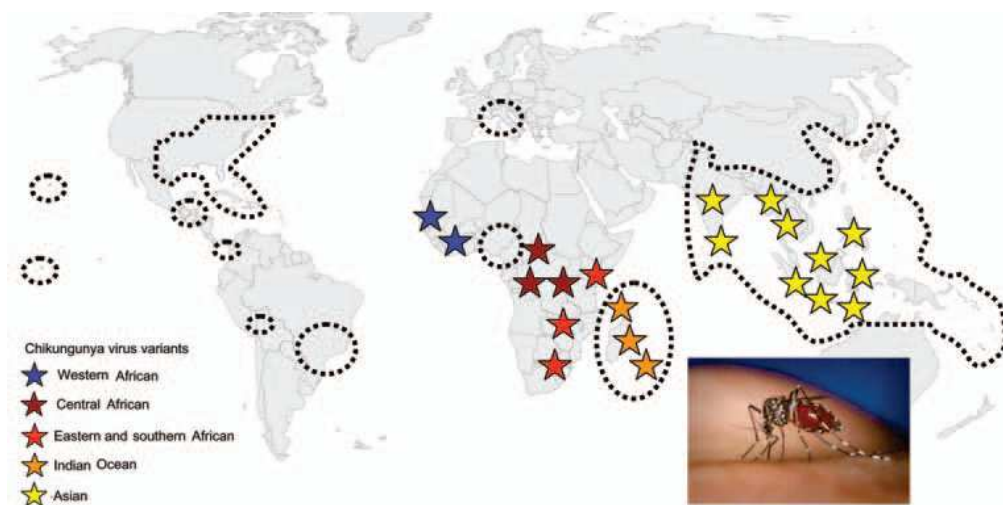 Chikungunya virus variants
Western African
Central African
Eastern and southern African
Indian Ocean
Asian